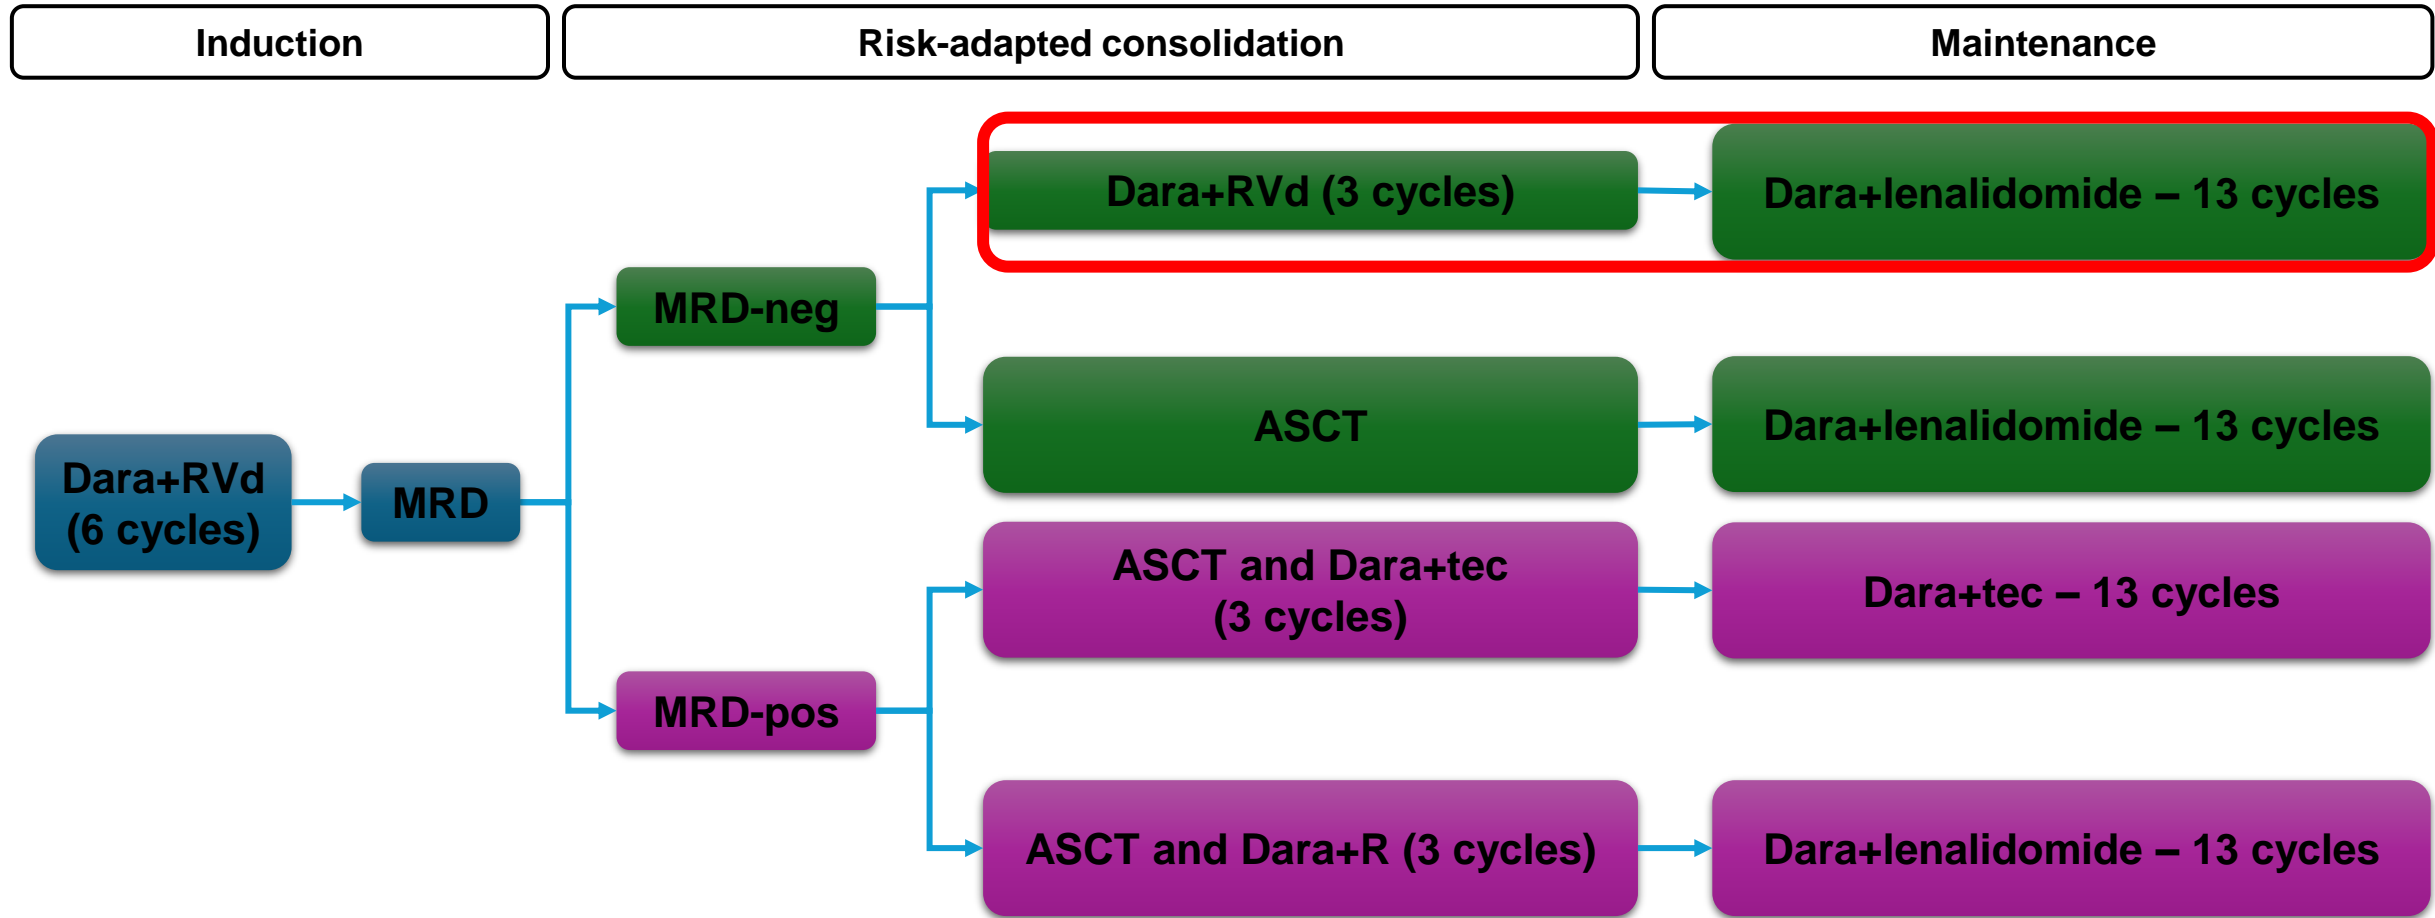 Induction
Risk-adapted consolidation
Maintenance
Dara+RVd (3 cycles)
Dara+lenalidomide – 13 cycles
MRD-neg
ASCT
Dara+lenalidomide – 13 cycles
Dara+RVd
(6 cycles)
MRD
ASCT and Dara+tec
(3 cycles)
Dara+tec – 13 cycles
MRD-pos
ASCT and Dara+R (3 cycles)
Dara+lenalidomide – 13 cycles